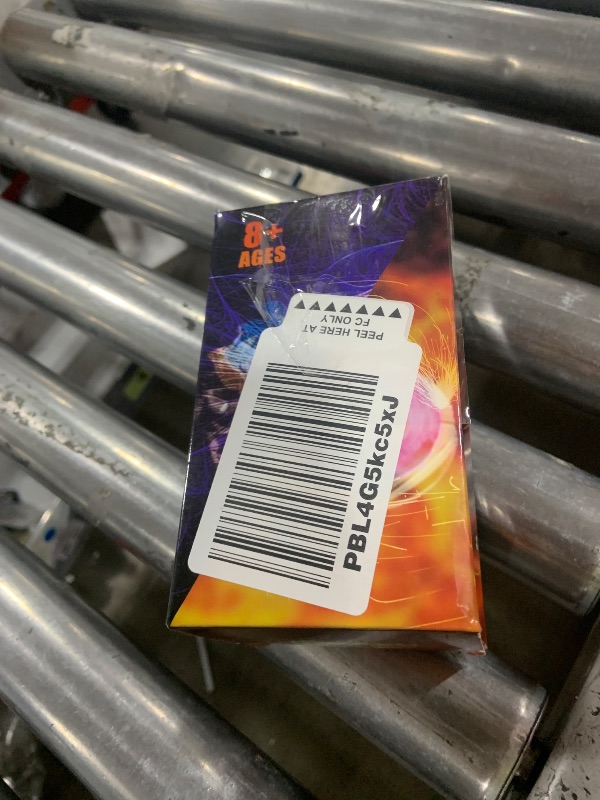 8+
AGES
PEEL HERE AT
FC ONLY
PBL4G5kc5xJ